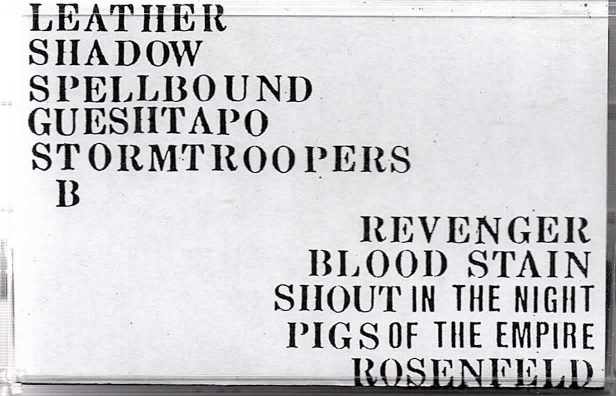 LEATHER
SHADOW
SPELLBOUND
GUESHTAPO
STORMTROOPERS
B
REVENGER
BLOOD STAIN
SHOUT IN THE NIGHT
PIGS OF THE EMPIRE
ROSENFELD